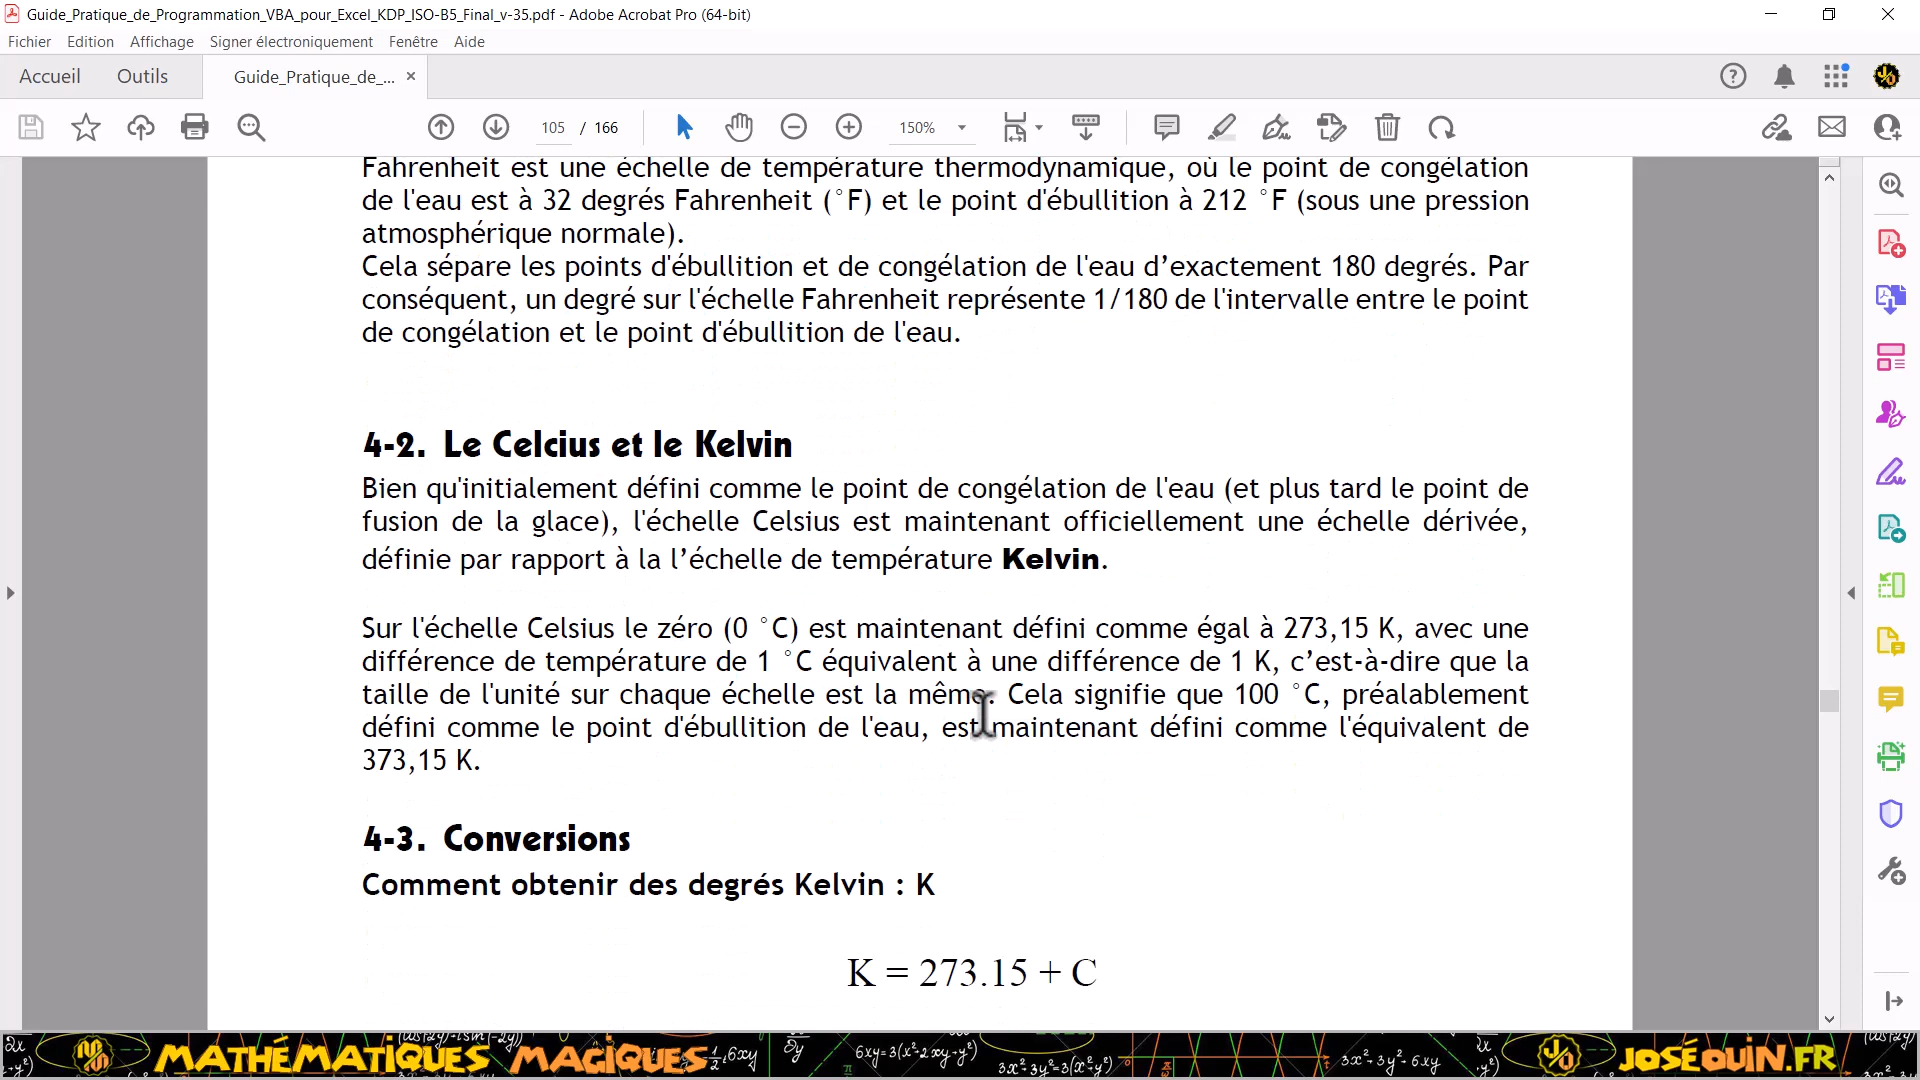 Guide_Pratique_de_Programmation_VBA_pour_Excel_KDP_ISO-B5_Final_v-35.pdf - Adobe Acrobat Pro (64-bit)
Fichier Edition Affichage Signer électroniquement Fenêtre Aide
Accueil Outils Guide_Pratique_de_... ×
105 / 166 150%
Fahrenheit est une échelle de température thermodynamique, où le point de congélation
de l'eau est à 32 degrés Fahrenheit (°F) et le point d'ébullition à 212 °F (sous une pression
atmosphérique normale).
Cela sépare les points d'ébullition et de congélation de l'eau d’exactement 180 degrés. Par
conséquent, un degré sur l'échelle Fahrenheit représente 1/180 de l'intervalle entre le point
de congélation et le point d'ébullition de l'eau.
4-2. Le Celcius et le Kelvin
Bien qu'initialement défini comme le point de congélation de l'eau (et plus tard le point de
fusion de la glace), l'échelle Celsius est maintenant officiellement une échelle dérivée,
définie par rapport à la l’échelle de température Kelvin.
Sur l'échelle Celsius le zéro (0 °C) est maintenant défini comme égal à 273,15 K, avec une
différence de température de 1 °C équivalent à une différence de 1 K, c’est-à-dire que la
taille de l'unité sur chaque échelle est la même. Cela signifie que 100 °C, préalablement
défini comme le point d'ébullition de l'eau, est maintenant défini comme l'équivalent de
373,15 K.
4-3. Conversions
Comment obtenir des degrés Kelvin : K
K = 273.15 + C
MATHÉMATIQUES MAGIQUES JOSÉOUIN.FR